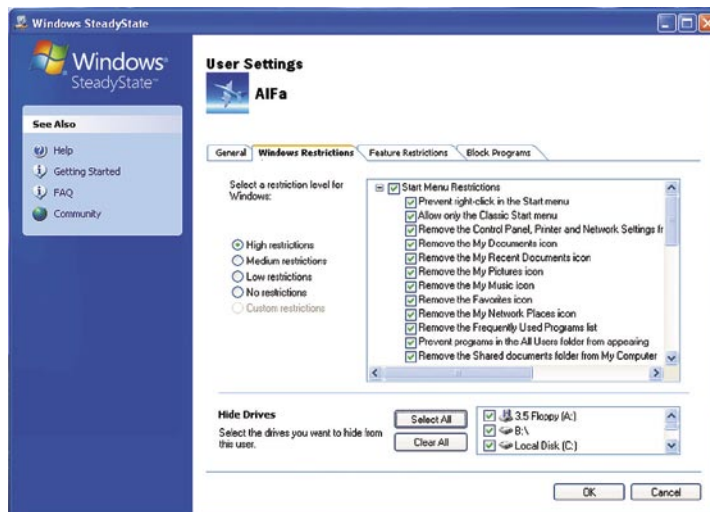 Windows SteadyState
Windows®
SteadyState™
See Also
Help
Getting Started
FAQ
Community
User Settings
AlFa
General
Windows Restrictions
Feature Restrictions
Block Programs
Select a restriction level for
Windows:
High restrictions
Medium restrictions
Low restrictions
No restrictions
Custom restrictions
Start Menu Restrictions
Prevent right-click in the Start menu
Allow only the Classic Start menu
Remove the Control Panel, Printer and Network Settings fr
Remove the My Documents icon
Remove the My Recent Documents icon
Remove the My Pictures icon
Remove the My Music icon
Remove the Favorites icon
Remove the My Network Places icon
Remove the Frequently Used Programs list
Prevent programs in the All Users folder from appearing
Remove the Shared documents folder from My Computer
Hide Drives
Select the drives you want to hide from
this user.
Select All
Clear All
3.5 Floppy (A:)
B:\
Local Disk (C:)
OK
Cancel